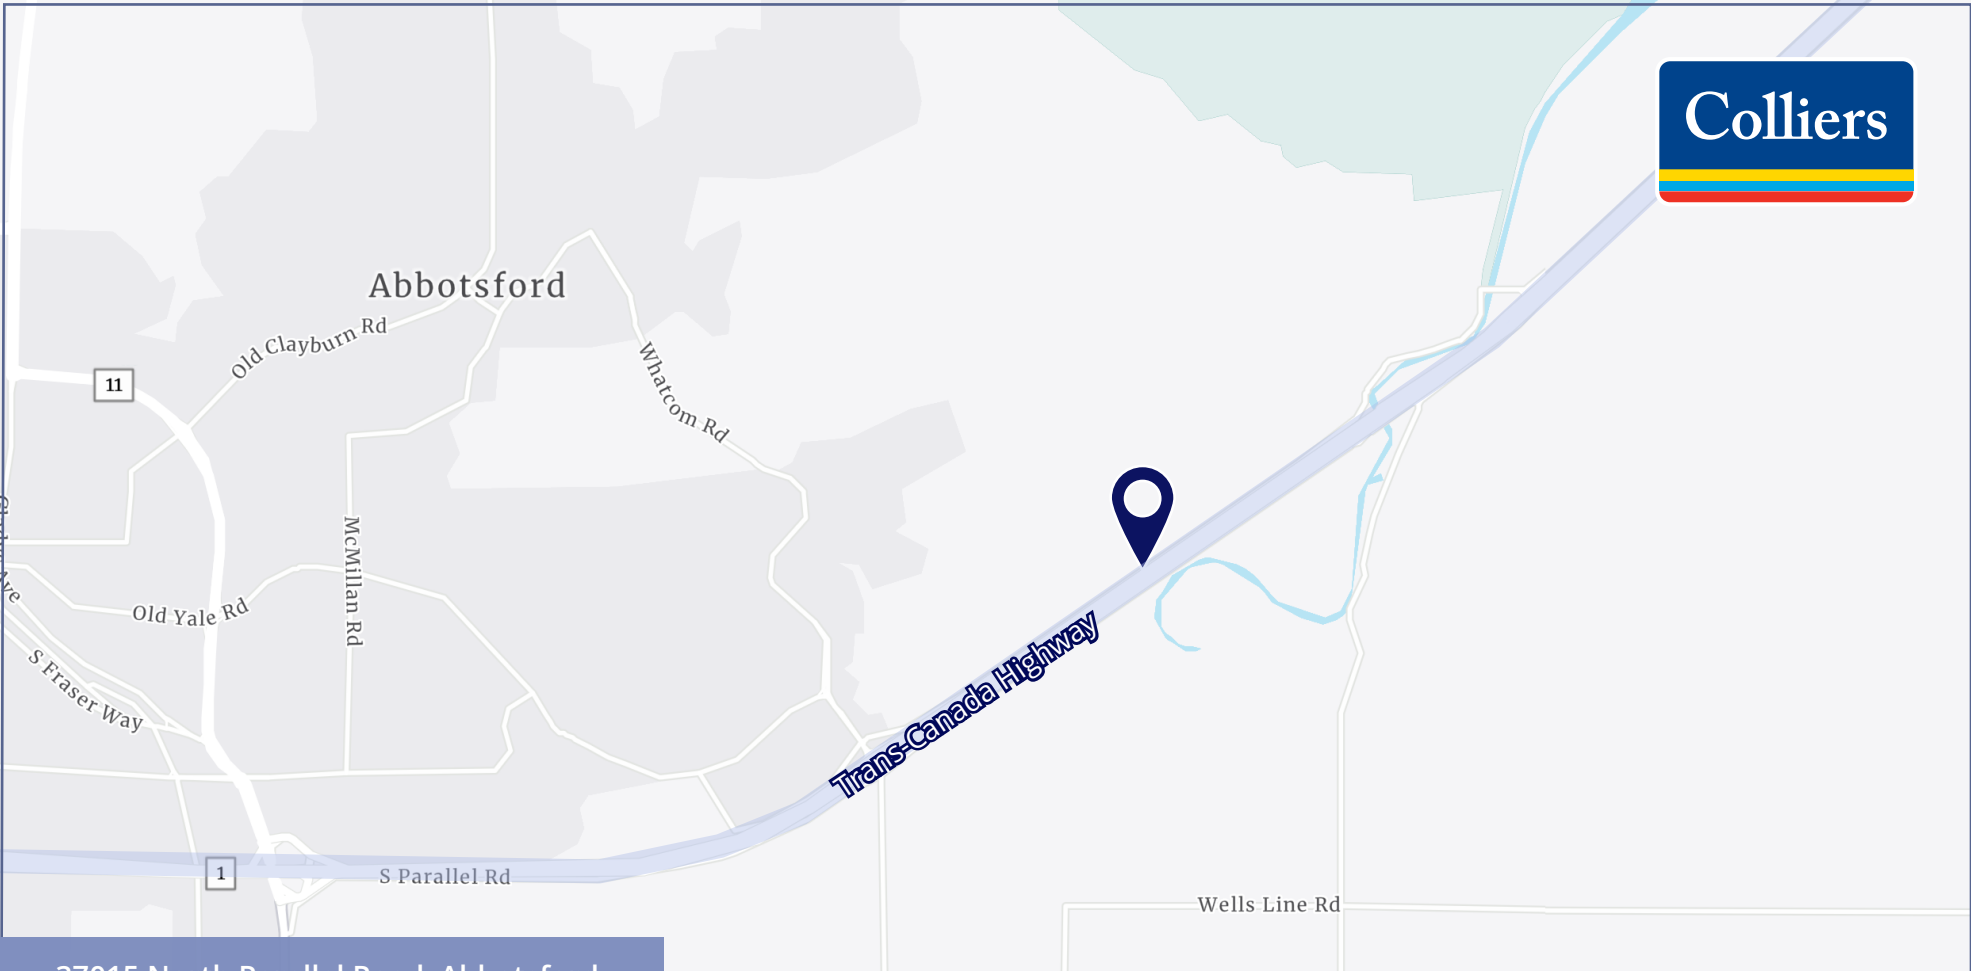 Colliers
Abbotsford
Old Clayburn Rd
Whatcom Rd
11
McMillan Rd
Old Yale Rd
S Fraser Way
Trans-Canada Highway
1
S Parallel Rd
Wells Line Rd